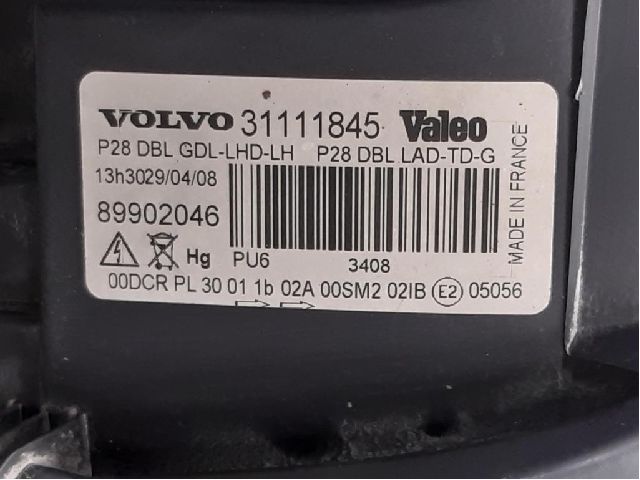 VOLVO 31111845 Valeo
P28 DBL GDL-LHD-LH P28 DBL LAD-TD-G
13h3029/04/08
89902046
Hg PU6 3408
00DCR PL 30 01 1b 02A 00SM2 02IB E2 05056
MADE IN FRANCE